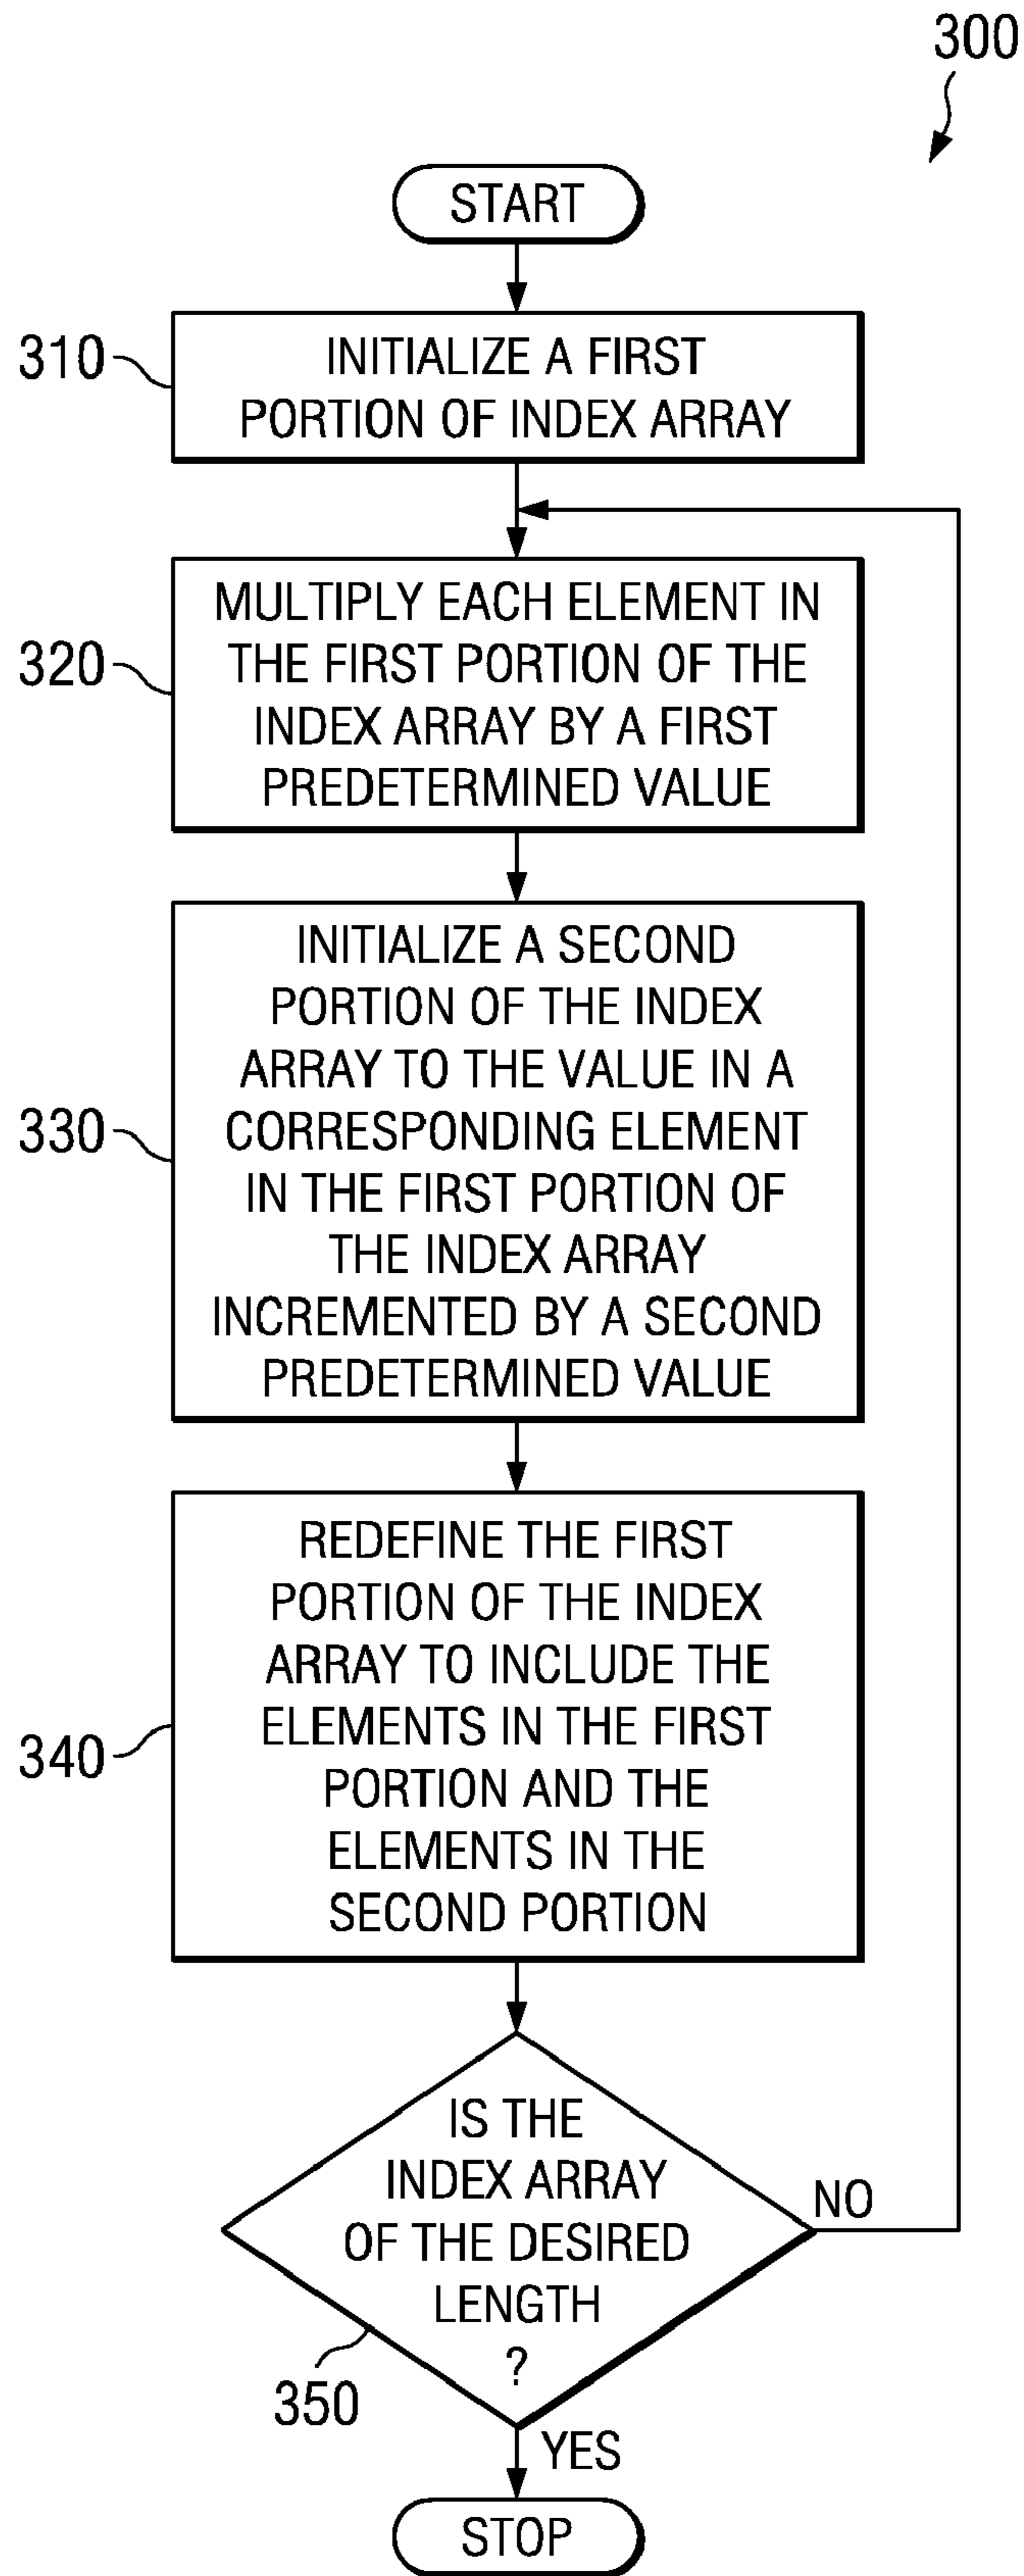 300
START
310
INITIALIZE A FIRST
PORTION OF INDEX ARRAY
320
MULTIPLY EACH ELEMENT IN
THE FIRST PORTION OF THE
INDEX ARRAY BY A FIRST
PREDETERMINED VALUE
330
INITIALIZE A SECOND
PORTION OF THE INDEX
ARRAY TO THE VALUE IN A
CORRESPONDING ELEMENT
IN THE FIRST PORTION OF
THE INDEX ARRAY
INCREMENTED BY A SECOND
PREDETERMINED VALUE
340
REDEFINE THE FIRST
PORTION OF THE INDEX
ARRAY TO INCLUDE THE
ELEMENTS IN THE FIRST
PORTION AND THE
ELEMENTS IN THE
SECOND PORTION
IS THE
INDEX ARRAY
OF THE DESIRED
LENGTH
?
NO
350
YES
STOP